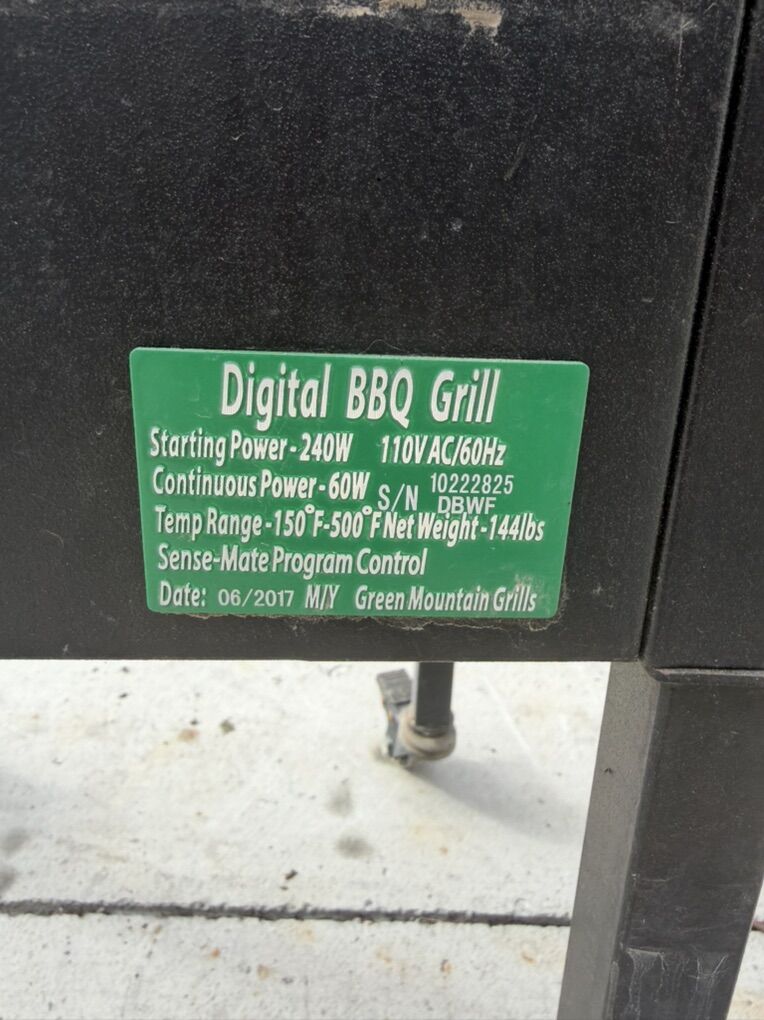 Digital BBQ Grill
Starting Power - 240W 110V AC/60Hz
Continuous Power - 60W S/N 10222825
DBWF
Temp Range - 150°F-500°F Net Weight - 144lbs
Sense-Mate Program Control
Date: 06/2017 M/Y Green Mountain Grills